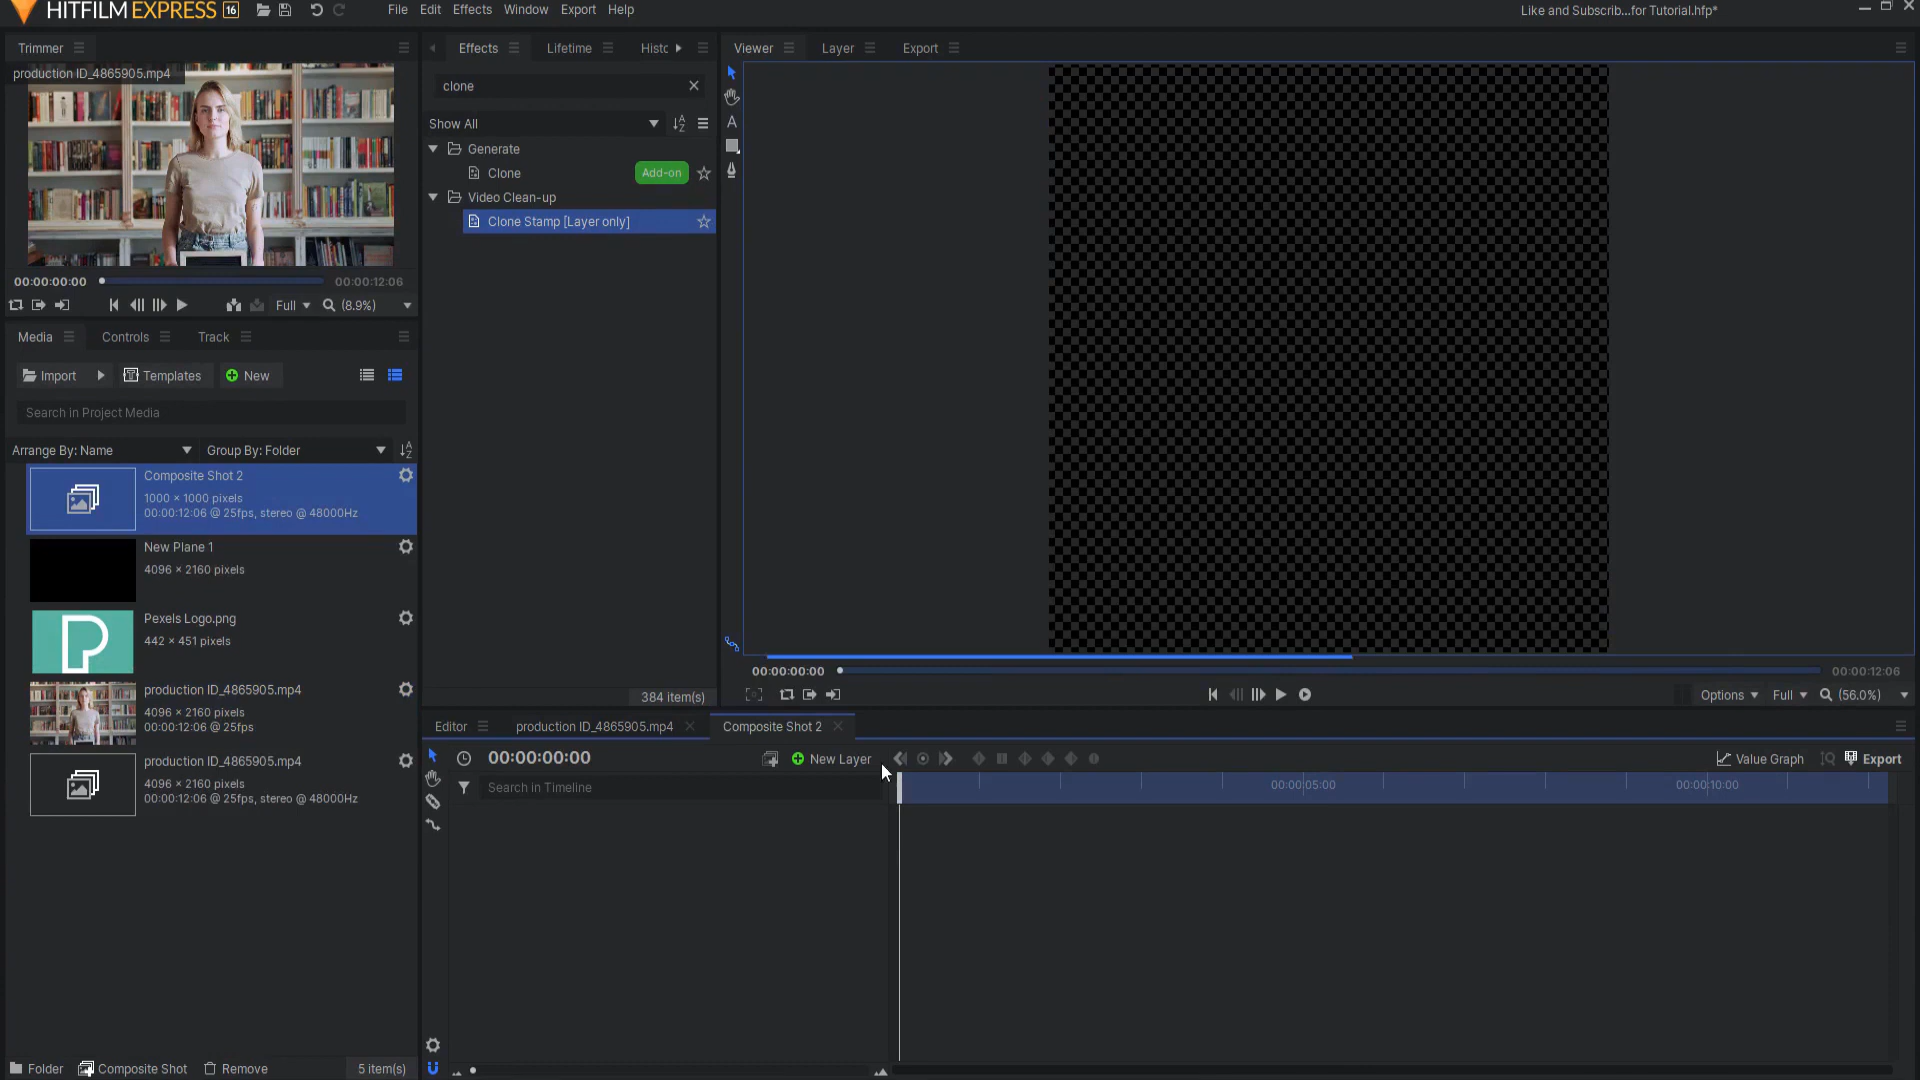 HITFILM EXPRESS 16
File Edit Effects Window Export Help
Like and Subscrib...for Tutorial.hfp*
Trimmer
production ID_4865905.mp4
00:00:00:00
00:00:12:06
Full
(8.9%)
Media
Controls
Track
Import
Templates
New
Search in Project Media
Arrange By: Name
Group By: Folder
Composite Shot 2
1000 × 1000 pixels
00:00:12:06 @ 25fps, stereo @ 48000Hz
New Plane 1
4096 × 2160 pixels
Pexels Logo.png
442 × 451 pixels
production ID_4865905.mp4
4096 × 2160 pixels
00:00:12:06 @ 25fps
production ID_4865905.mp4
4096 × 2160 pixels
00:00:12:06 @ 25fps, stereo @ 48000Hz
Folder
Composite Shot
Remove
5 item(s)
Effects
Lifetime
Histc
clone
Show All
Generate
Clone
Add-on
Video Clean-up
Clone Stamp [Layer only]
384 item(s)
Viewer
Layer
Export
A
00:00:00:00
00:00:12:06
Options
Full
(56.0%)
Editor
production ID_4865905.mp4
Composite Shot 2
00:00:00:00
New Layer
Value Graph
Export
Search in Timeline
00:00:05:00
00:00:10:00